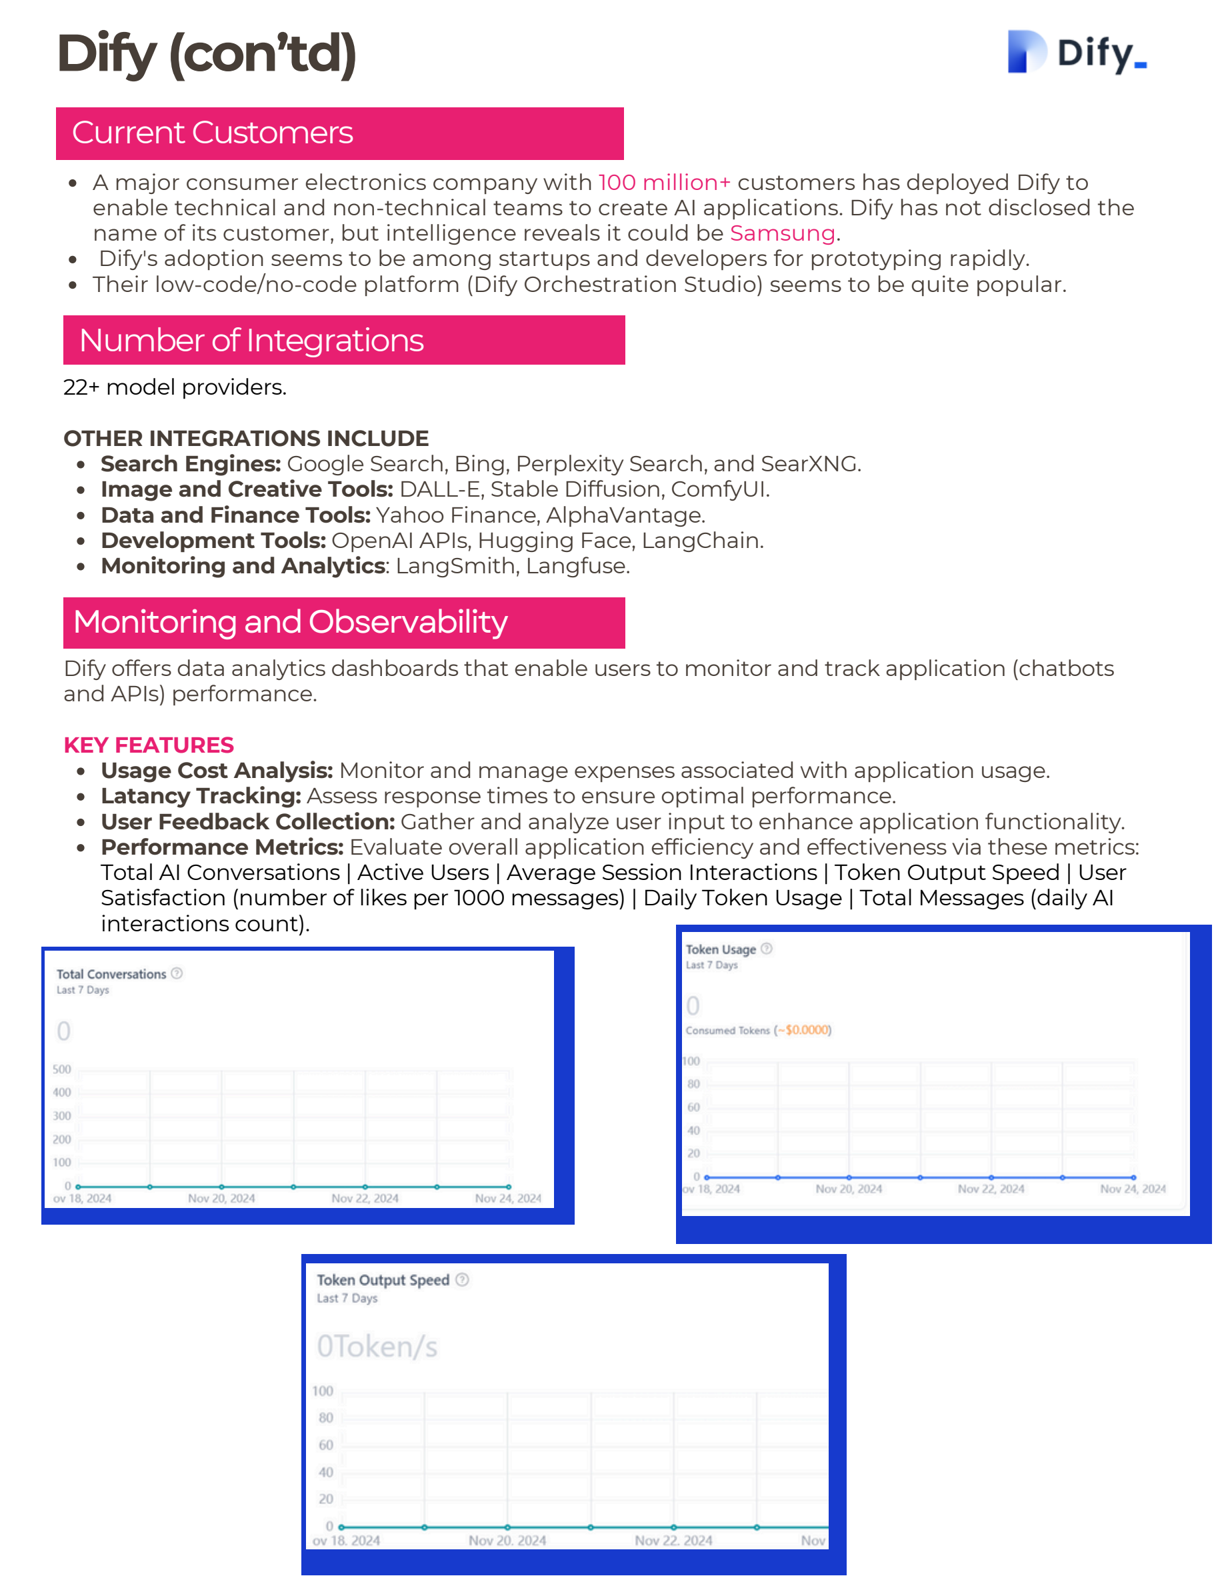 Dify (con’td)
Dify_
Current Customers
• A major consumer electronics company with 100 million+ customers has deployed Dify to
enable technical and non-technical teams to create AI applications. Dify has not disclosed the
name of its customer, but intelligence reveals it could be Samsung.
• Dify's adoption seems to be among startups and developers for prototyping rapidly.
• Their low-code/no-code platform (Dify Orchestration Studio) seems to be quite popular.
Number of Integrations
22+ model providers.
OTHER INTEGRATIONS INCLUDE
• Search Engines: Google Search, Bing, Perplexity Search, and SearXNG.
• Image and Creative Tools: DALL-E, Stable Diffusion, ComfyUI.
• Data and Finance Tools: Yahoo Finance, AlphaVantage.
• Development Tools: OpenAI APIs, Hugging Face, LangChain.
• Monitoring and Analytics: LangSmith, Langfuse.
Monitoring and Observability
Dify offers data analytics dashboards that enable users to monitor and track application (chatbots
and APIs) performance.
KEY FEATURES
• Usage Cost Analysis: Monitor and manage expenses associated with application usage.
• Latancy Tracking: Assess response times to ensure optimal performance.
• User Feedback Collection: Gather and analyze user input to enhance application functionality.
• Performance Metrics: Evaluate overall application efficiency and effectiveness via these metrics:
Total AI Conversations | Active Users | Average Session Interactions | Token Output Speed | User
Satisfaction (number of likes per 1000 messages) | Daily Token Usage | Total Messages (daily AI
interactions count).
Total Conversations ?
Last 7 Days
0
500
400
300
200
100
0
ov 18, 2024 Nov 20, 2024 Nov 22, 2024 Nov 24, 2024
Token Usage ?
Last 7 Days
0
Consumed Tokens (~$0.0000)
100
80
60
40
20
0
ov 18, 2024 Nov 20, 2024 Nov 22, 2024 Nov 24, 2024
Token Output Speed ?
Last 7 Days
0Token/s
100
80
60
40
20
0
ov 18, 2024 Nov 20, 2024 Nov 22, 2024 Nov